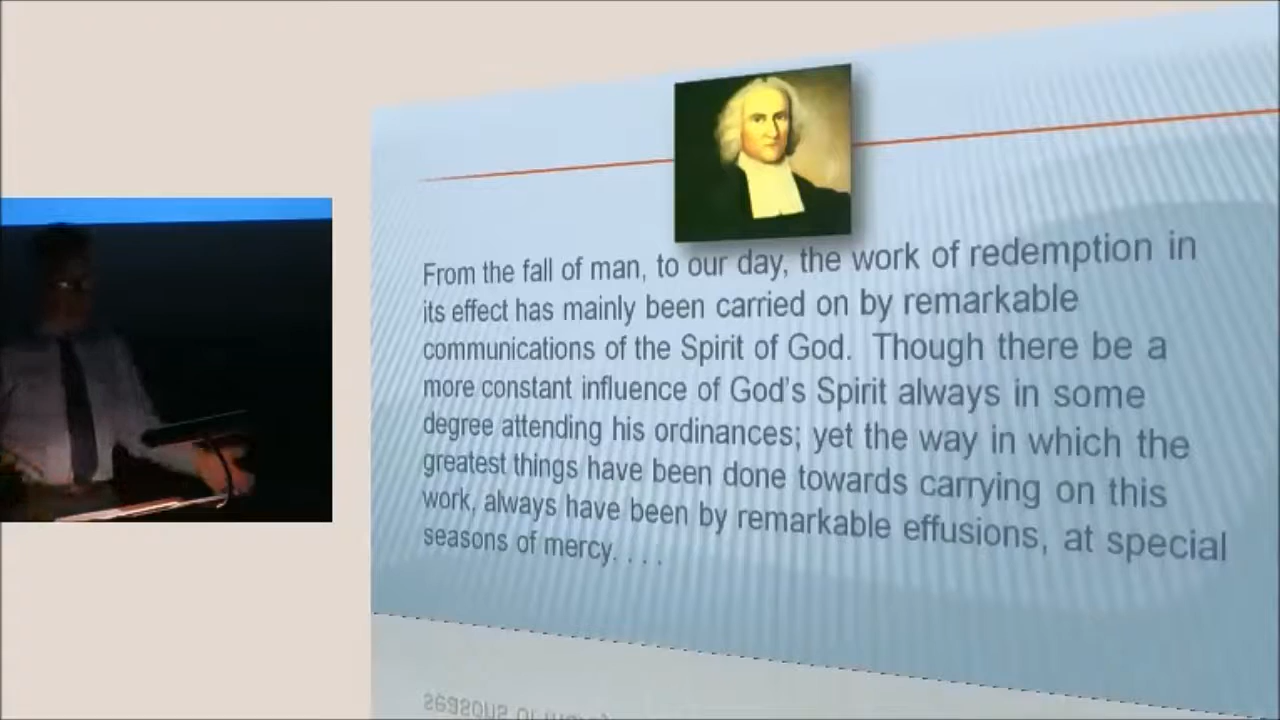 From the fall of man, to our day, the work of redemption in
its effect has mainly been carried on by remarkable
communications of the Spirit of God.  Though there be a
more constant influence of God's Spirit always in some
degree attending his ordinances; yet the way in which the
greatest things have been done towards carrying on this
work, always have been by remarkable effusions, at special
seasons of mercy. . . .